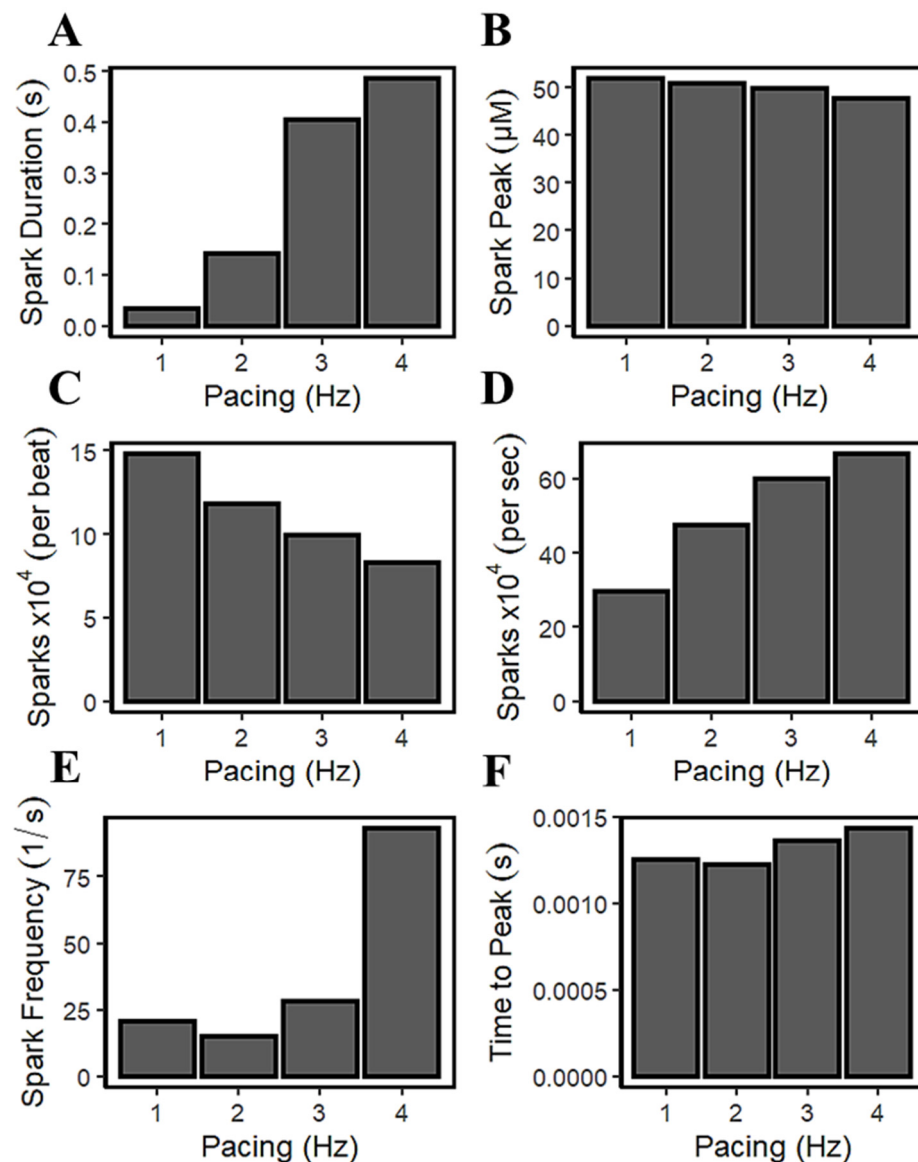 A
Spark Duration (s)
0.5
0.4
0.3
0.2
0.1
0.0
1 2 3 4
Pacing (Hz)
B
Spark Peak (µM)
50
40
30
20
10
0
1 2 3 4
Pacing (Hz)
C
Sparks x10⁴ (per beat)
15
10
5
0
1 2 3 4
Pacing (Hz)
D
Sparks x10⁴ (per sec)
60
40
20
0
1 2 3 4
Pacing (Hz)
E
Spark Frequency (1/s)
75
50
25
0
1 2 3 4
Pacing (Hz)
F
Time to Peak (s)
0.0015
0.0010
0.0005
0.0000
1 2 3 4
Pacing (Hz)